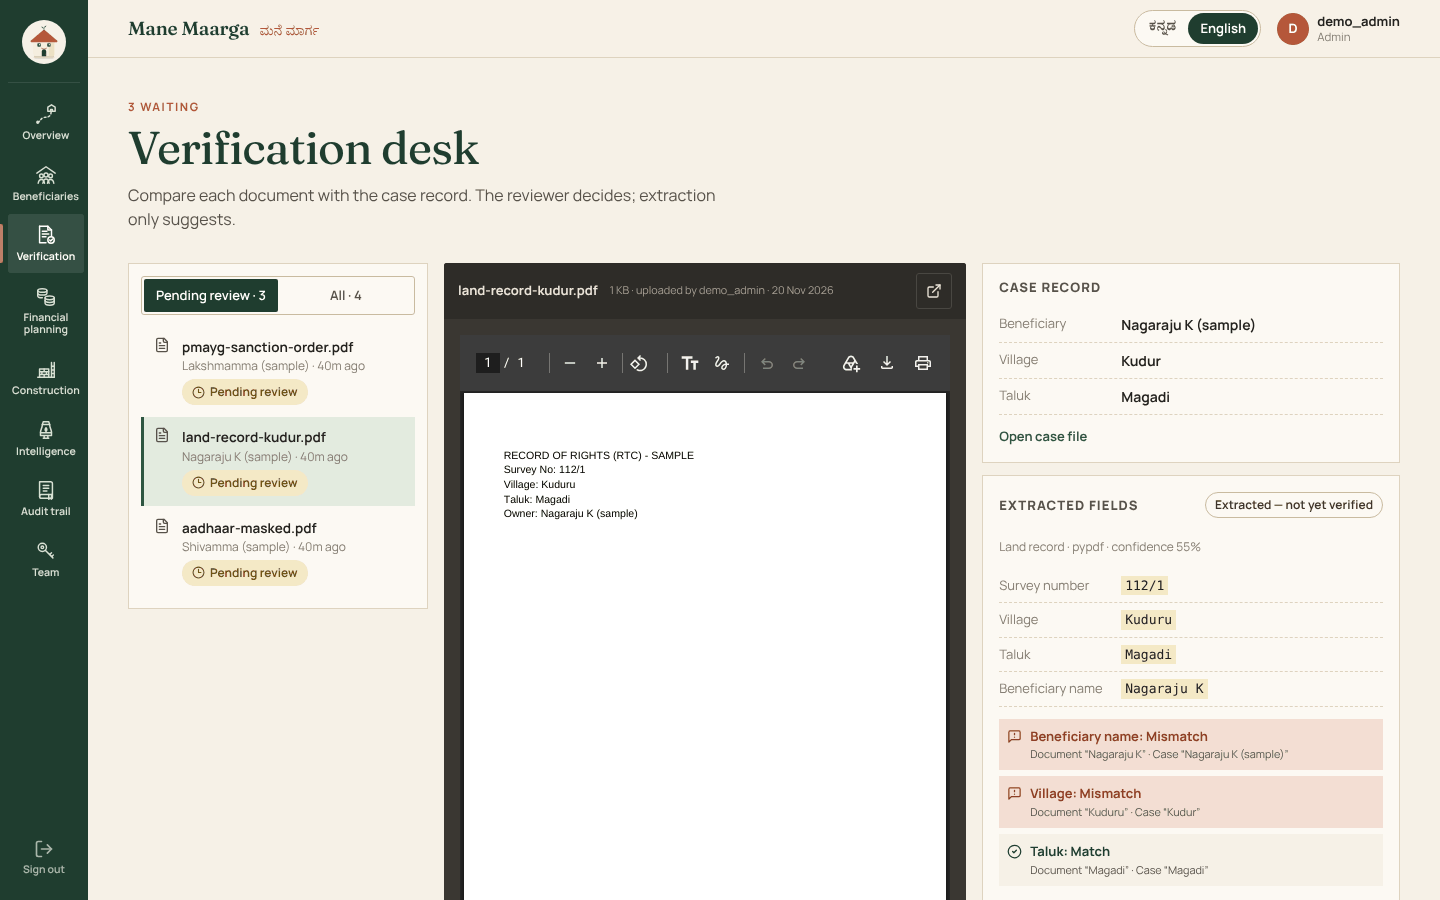 Mane Maarga ಮನೆ ಮಾರ್ಗ
ಕನ್ನಡ English
D demo_admin
Admin
Overview
Beneficiaries
Verification
Financial
planning
Construction
Intelligence
Audit trail
Team
Sign out
3 WAITING
Verification desk
Compare each document with the case record. The reviewer decides; extraction
only suggests.
Pending review · 3 All · 4
pmayg-sanction-order.pdf
Lakshmamma (sample) · 40m ago
Pending review
land-record-kudur.pdf
Nagaraju K (sample) · 40m ago
Pending review
aadhaar-masked.pdf
Shivamma (sample) · 40m ago
Pending review
land-record-kudur.pdf 1 KB · uploaded by demo_admin · 20 Nov 2026
1 / 1
RECORD OF RIGHTS (RTC) - SAMPLE
Survey No: 112/1
Village: Kuduru
Taluk: Magadi
Owner: Nagaraju K (sample)
CASE RECORD
Beneficiary Nagaraju K (sample)
Village Kudur
Taluk Magadi
Open case file
EXTRACTED FIELDS Extracted — not yet verified
Land record · pypdf · confidence 55%
Survey number 112/1
Village Kuduru
Taluk Magadi
Beneficiary name Nagaraju K
Beneficiary name: Mismatch
Document “Nagaraju K” · Case “Nagaraju K (sample)”
Village: Mismatch
Document “Kuduru” · Case “Kudur”
Taluk: Match
Document “Magadi” · Case “Magadi”